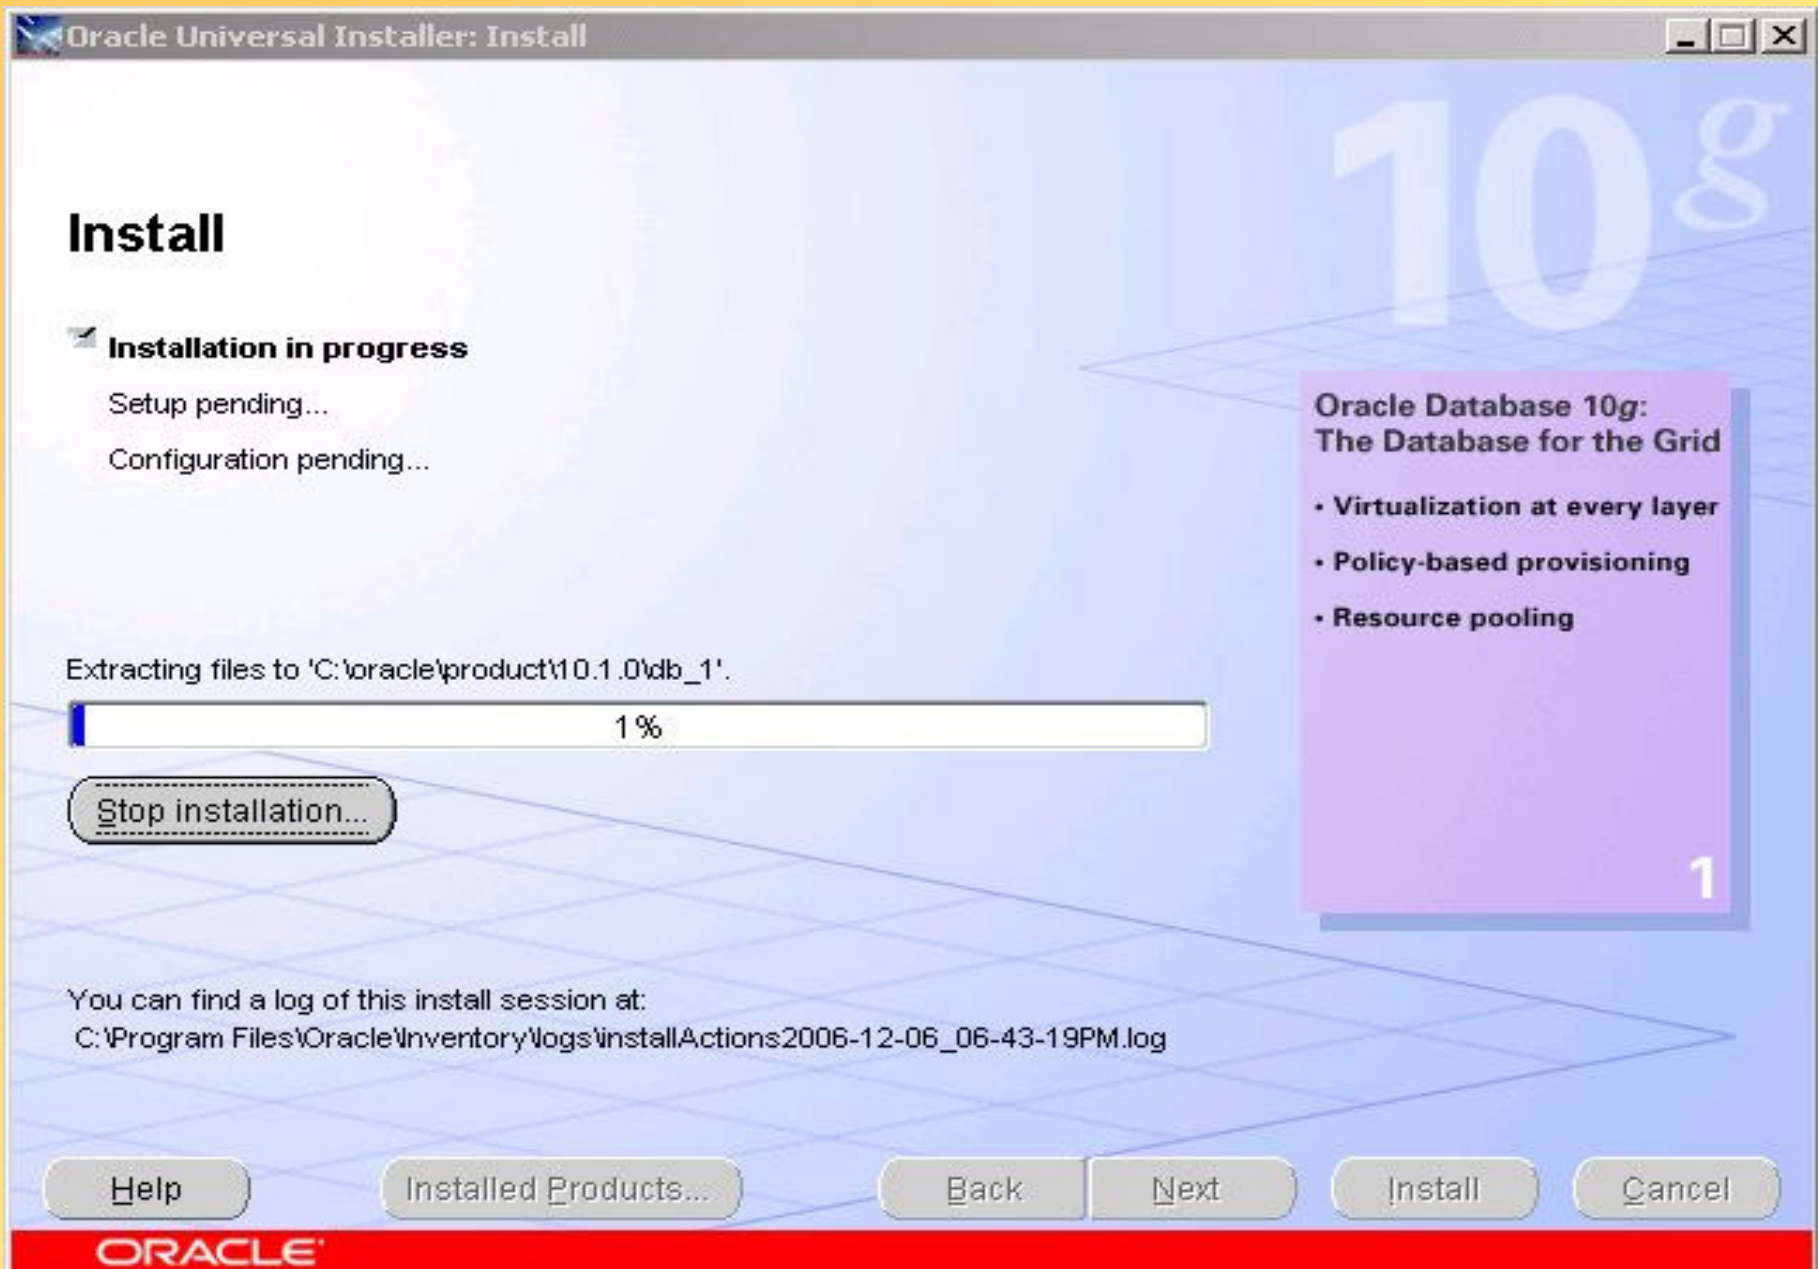 Oracle Universal Installer: Install
10g
Install
Installation in progress
Setup pending...
Configuration pending...
Oracle Database 10g:
The Database for the Grid
• Virtualization at every layer
• Policy-based provisioning
• Resource pooling
1
Extracting files to 'C:\oracle\product\10.1.0\db_1'.
1%
Stop installation...
You can find a log of this install session at:
C:\Program Files\Oracle\Inventory\logs\installActions2006-12-06_06-43-19PM.log
Help
Installed Products...
Back
Next
Install
Cancel
ORACLE